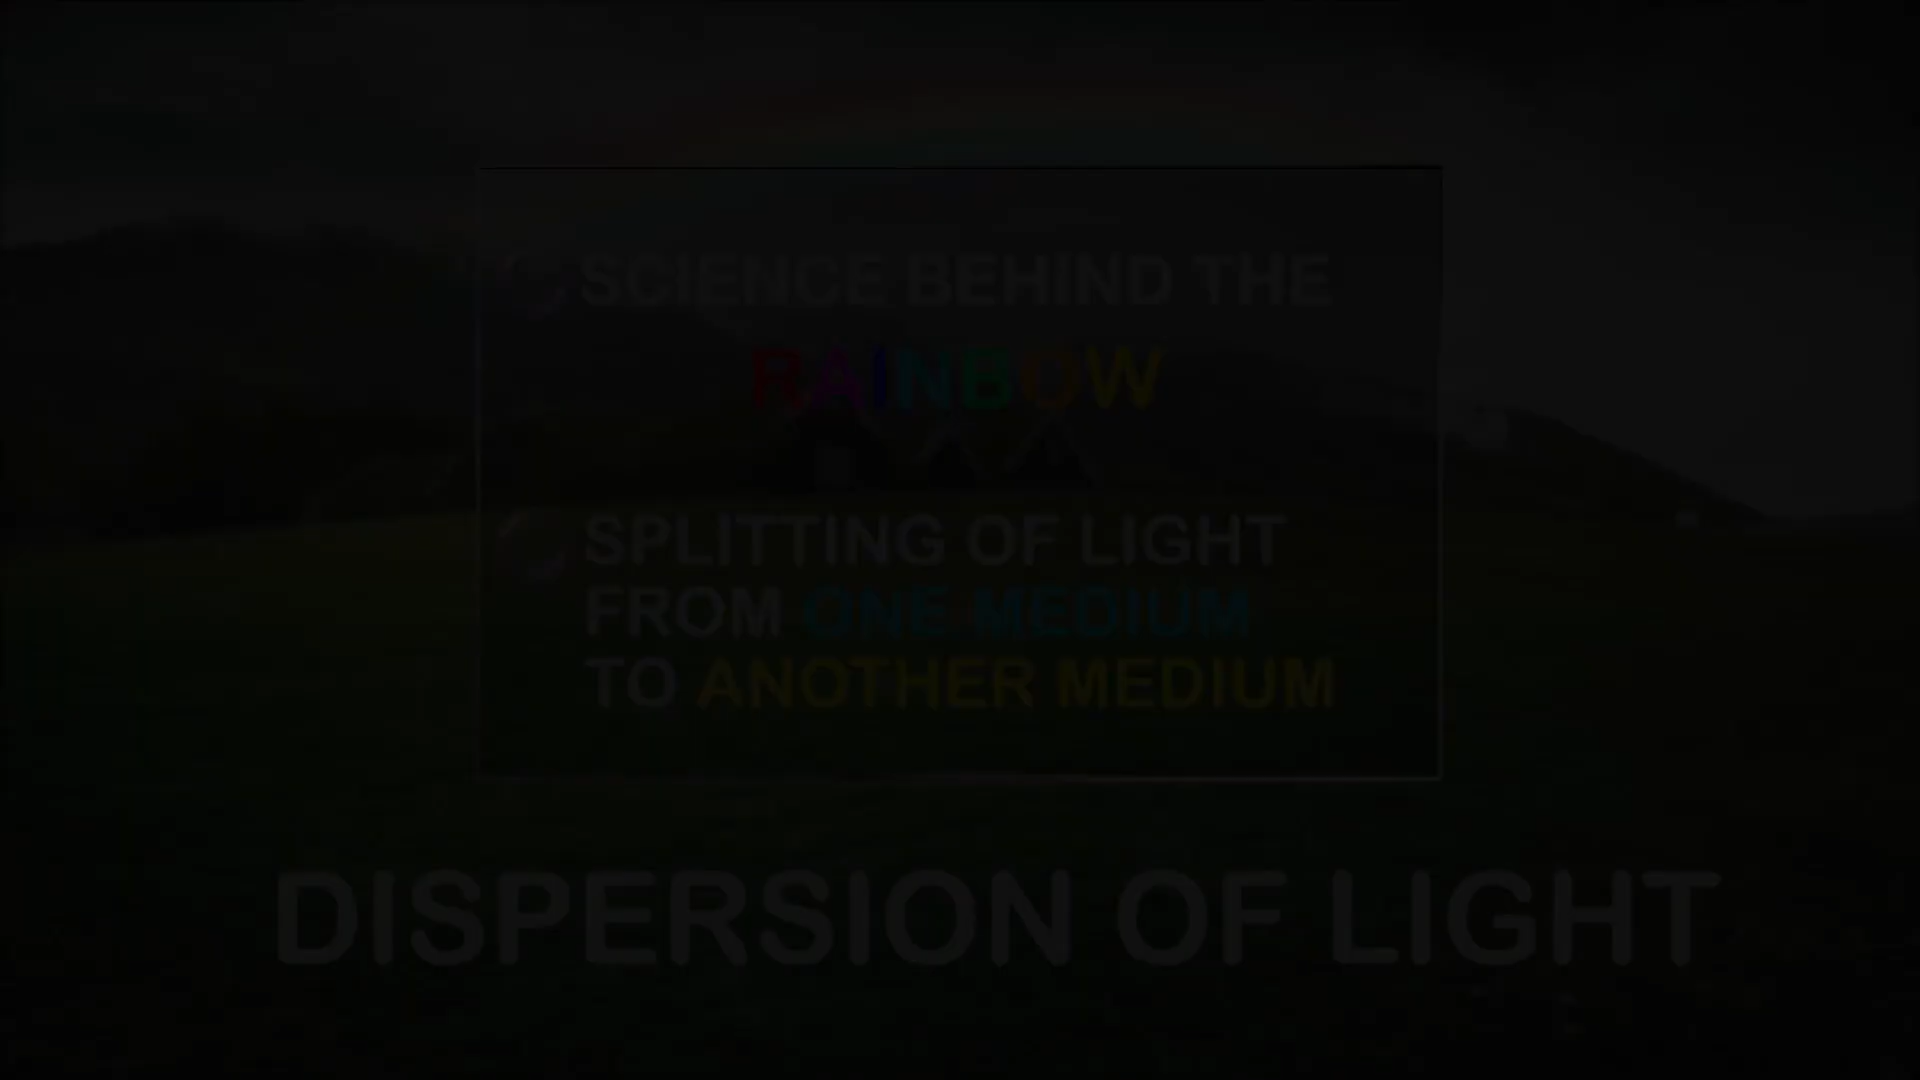 SCIENCE BEHIND THE
RAINBOW
SPLITTING OF LIGHT
FROM ONE MEDIUM
TO ANOTHER MEDIUM
DISPERSION OF LIGHT